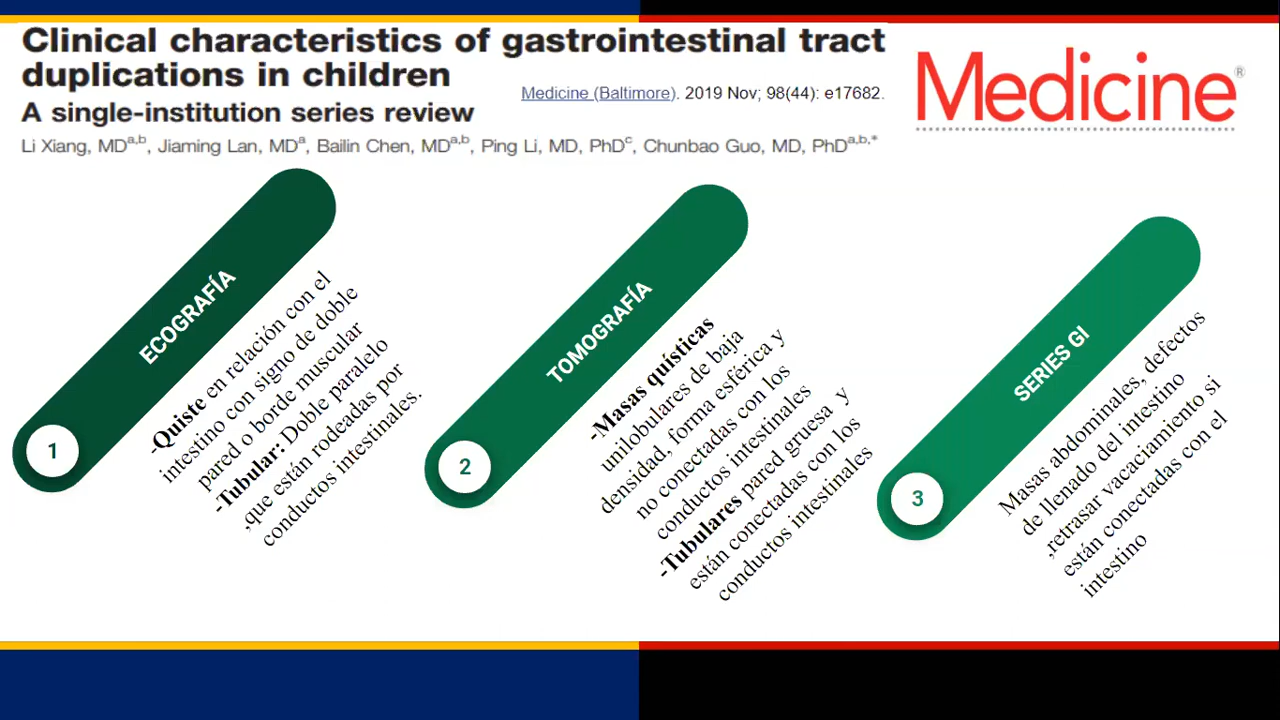 Clinical characteristics of gastrointestinal tract
duplications in children
A single-institution series review
Medicine (Baltimore). 2019 Nov; 98(44): e17682.
Li Xiang, MDa,b, Jiaming Lan, MDa, Bailin Chen, MDa,b, Ping Li, MD, PhDc, Chunbao Guo, MD, PhDa,b,*
Medicine®
ECOGRAFÍA
1
-Quiste en relación con el
intestino con signo de doble
pared o borde muscular
-Tubular: Doble paralelo
,que están rodeadas por
conductos intestinales.
TOMOGRAFÍA
2
-Masas quísticas
unilobulares de baja
densidad, forma esférica y
no conectadas con los
conductos intestinales
-Tubulares pared gruesa y
están conectadas con los
conductos intestinales
SERIES GI
3
Masas abdominales, defectos
de llenado del intestino
,retrasar vacaciamiento si
están conectadas con el
intestino